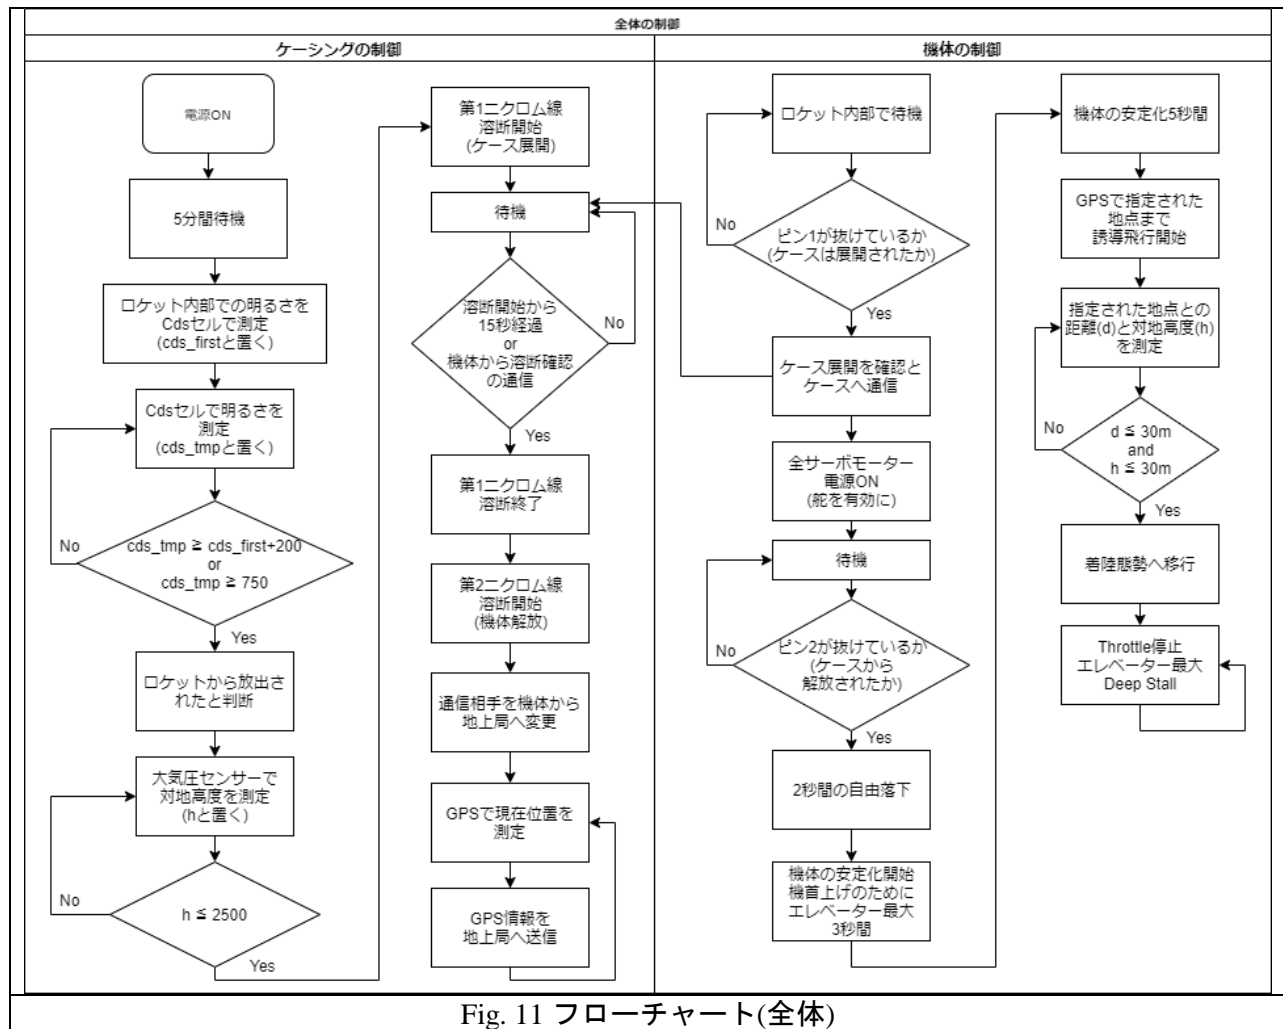 全体の制御
ケーシングの制御
電源ON
5分間待機
ロケット内部での明るさを
Cdsセルで測定
(cds_firstと置く)
Cdsセルで明るさを
測定
(cds_tmpと置く)
No
cds_tmp ≧ cds_first+200
or
cds_tmp ≧ 750
Yes
ロケットから放出さ
れたと判断
大気圧センサーで
対地高度を測定
(hと置く)
No
h ≦ 2500
Yes
第1ニクロム線
溶断開始
(ケース展開)
待機
溶断開始から
15秒経過
or
機体から溶断確認
の通信
No
Yes
第1ニクロム線
溶断終了
第2ニクロム線
溶断開始
(機体解放)
通信相手を機体から
地上局へ変更
GPSで現在位置を
測定
GPS情報を
地上局へ送信
機体の制御
ロケット内部で待機
No
ピン1が抜けているか
(ケースは展開されたか)
Yes
ケース展開を確認と
ケースへ通信
全サーボモーター
電源ON
(舵を有効に)
待機
No
ピン2が抜けているか
(ケースから
解放されたか)
Yes
2秒間の自由落下
機体の安定化開始
機首上げのために
エレベーター最大
3秒間
機体の安定化5秒間
GPSで指定された
地点まで
誘導飛行開始
指定された地点との
距離(d)と対地高度(h)
を測定
No
d ≦ 30m
and
h ≦ 30m
Yes
着陸態勢へ移行
Throttle停止
エレベーター最大
Deep Stall
Fig. 11 フローチャート(全体)